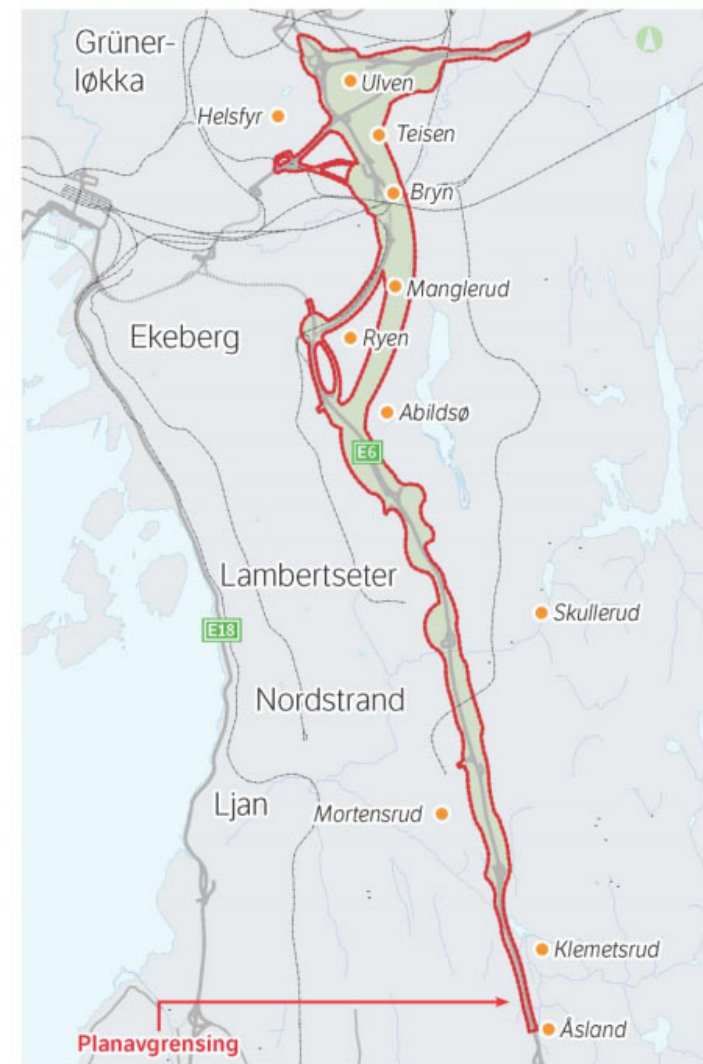 Grüner-
løkka
Ulven
Helsfyr
Teisen
Bryn
Manglerud
Ekeberg
Ryen
Abildsø
E6
Lambertseter
Skullerud
E18
Nordstrand
Ljan
Mortensrud
Klemetsrud
Planavgrensing
Åsland